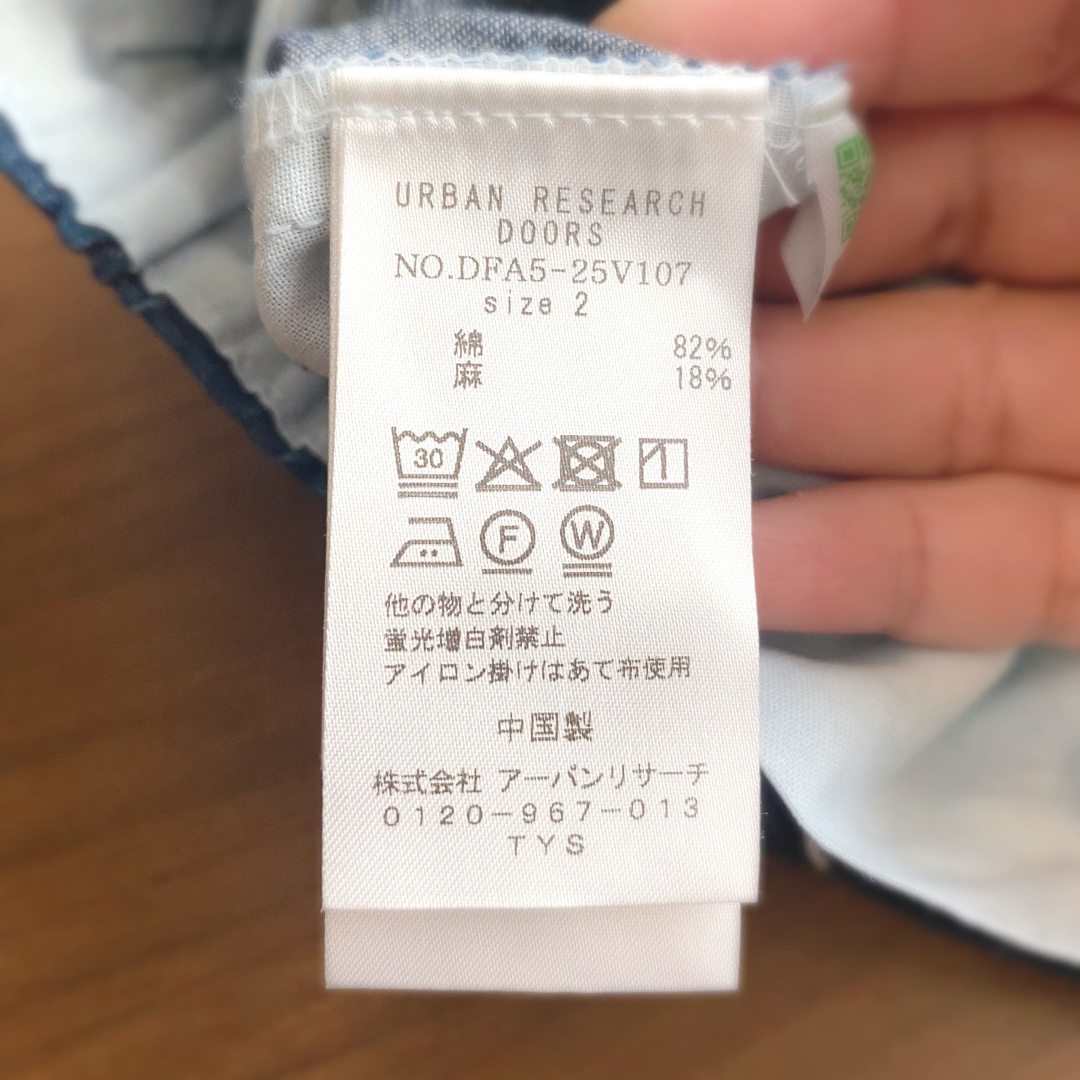 URBAN RESEARCH
DOORS
NO.DFA5-25V107
size 2
綿 82%
麻 18%
30
F W
他の物と分けて洗う
蛍光増白剤禁止
アイロン掛けはあて布使用
中国製
株式会社 アーバンリサーチ
0120-967-013
TYS